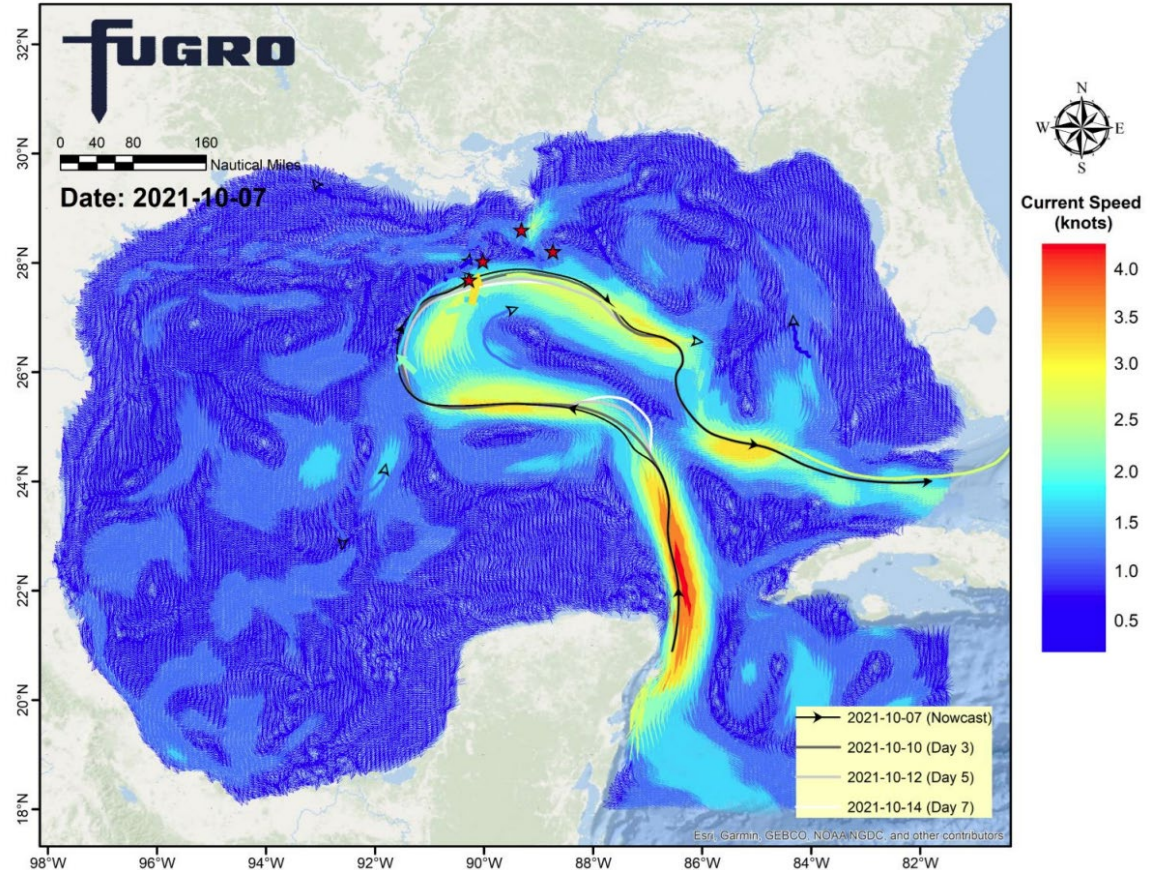 fUGRO
0 40 80 160
Nautical Miles
Date: 2021-10-07
N
W E
S
Current Speed
(knots)
4.0
3.5
3.0
2.5
2.0
1.5
1.0
0.5
32°N
30°N
28°N
26°N
24°N
22°N
20°N
18°N
2021-10-07 (Nowcast)
2021-10-10 (Day 3)
2021-10-12 (Day 5)
2021-10-14 (Day 7)
Esri, Garmin, GEBCO, NOAA NGDC, and other contributors
98°W 96°W 94°W 92°W 90°W 88°W 86°W 84°W 82°W